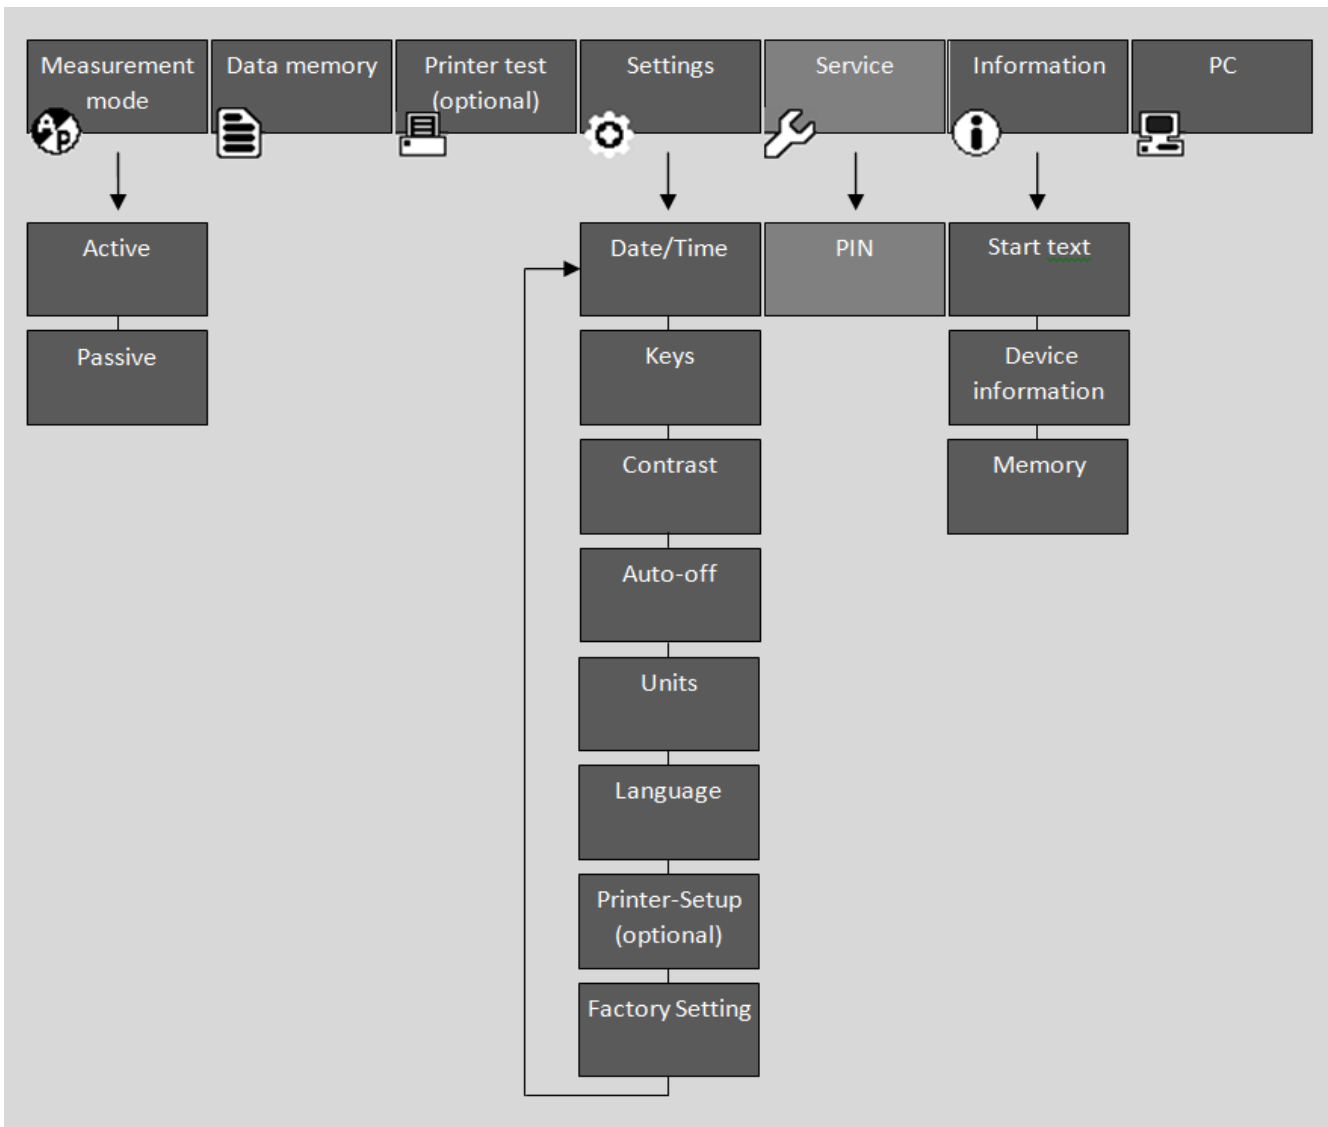 Measurement
mode
Data memory
Printer test
(optional)
Settings
Service
Information
PC
A
P
Active
Passive
Date/Time
Keys
Contrast
Auto-off
Units
Language
Printer-Setup
(optional)
Factory Setting
PIN
Start text
Device
information
Memory